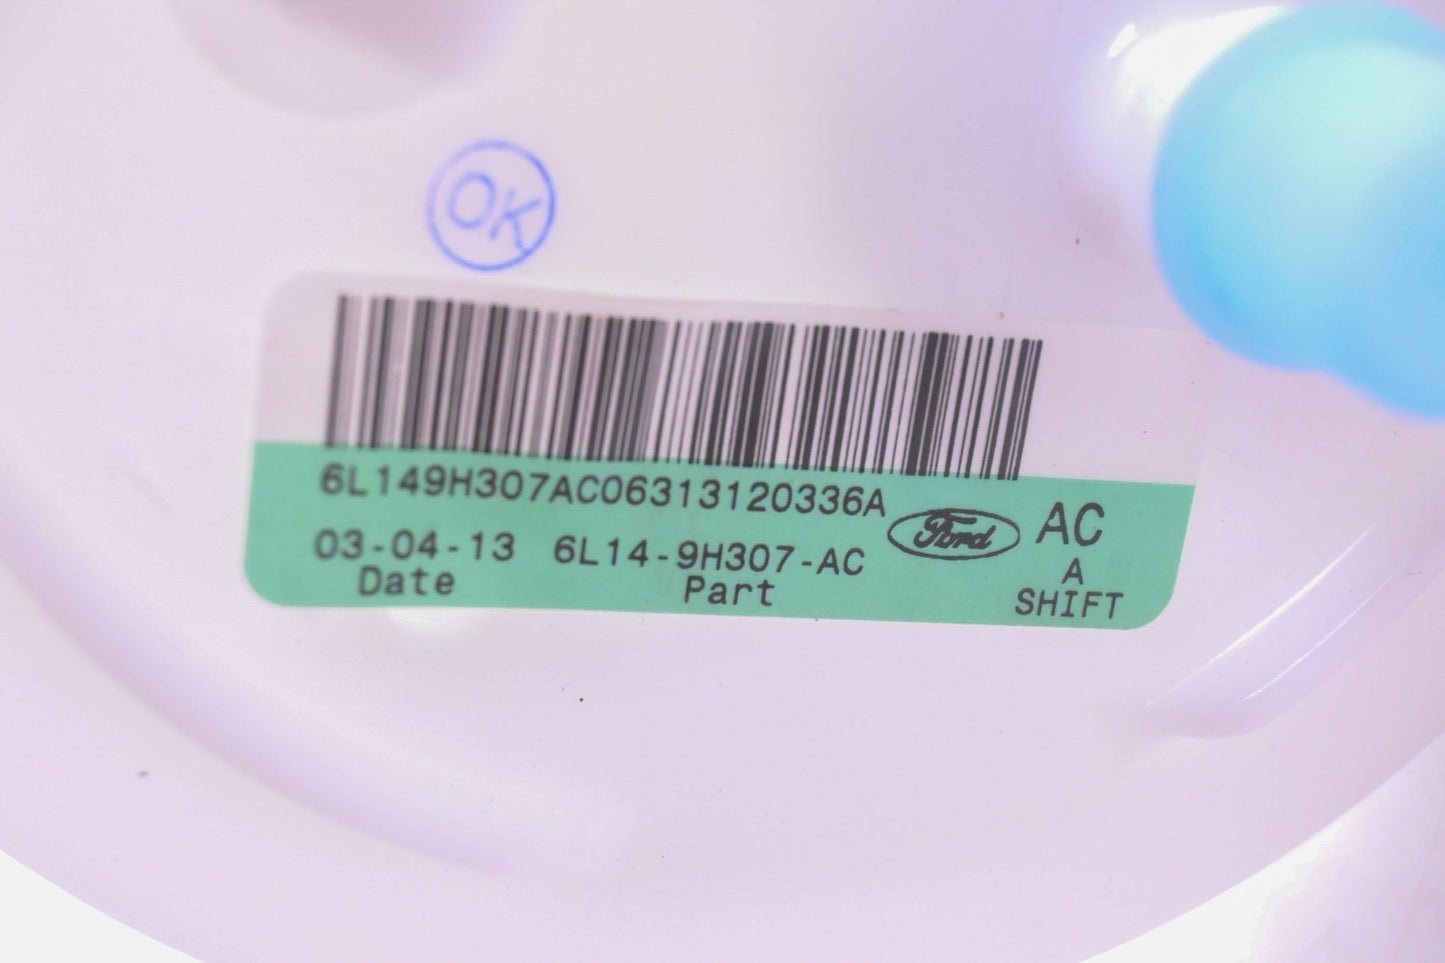 OK
6L149H307AC06313120336A
03-04-13 6L14-9H307-AC Ford AC
Date Part A
SHIFT